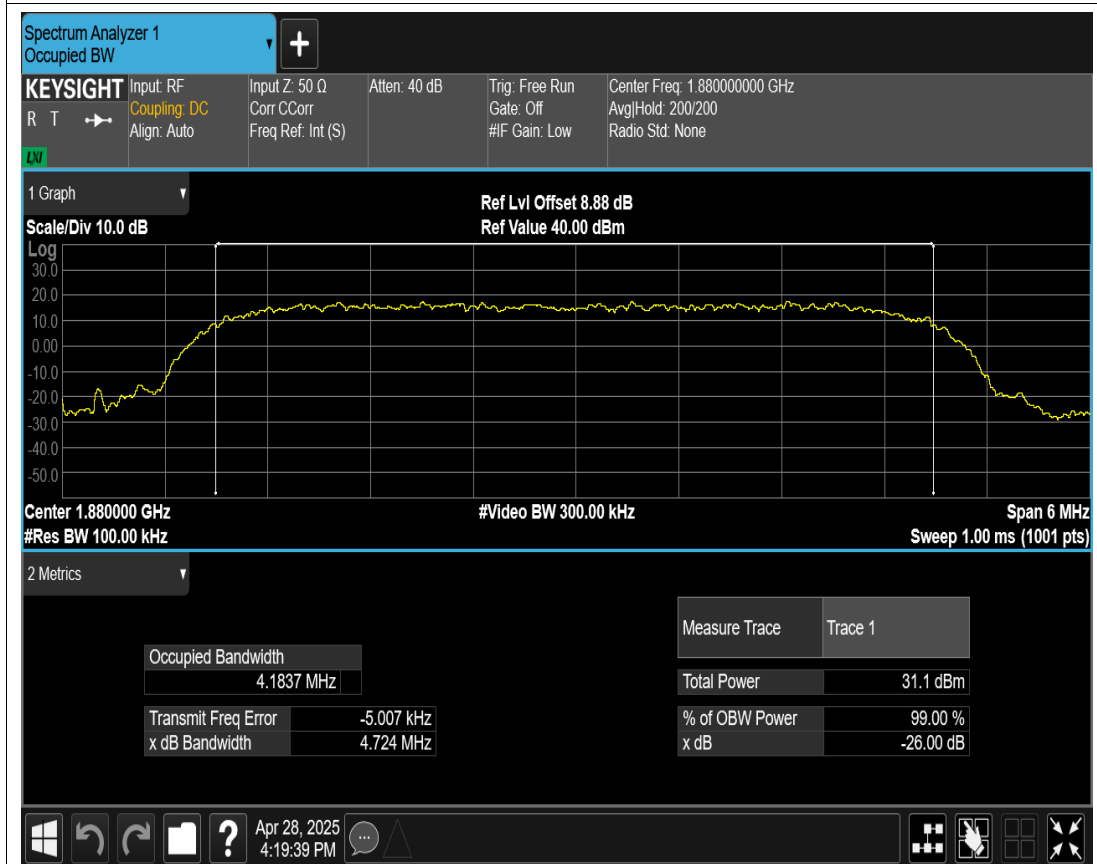 Spectrum Analyzer 1
Occupied BW
+
KEYSIGHT
R T
LXI
Input: RF
Coupling: DC
Align: Auto
Input Z: 50 Ω
Corr CCorr
Freq Ref: Int (S)
Atten: 40 dB
Trig: Free Run
Gate: Off
#IF Gain: Low
Center Freq: 1.880000000 GHz
Avg|Hold: 200/200
Radio Std: None
1 Graph
Scale/Div 10.0 dB
Ref Lvl Offset 8.88 dB
Ref Value 40.00 dBm
Log
30.0
20.0
10.0
0.00
-10.0
-20.0
-30.0
-40.0
-50.0
Center 1.880000 GHz
#Video BW 300.00 kHz
Span 6 MHz
#Res BW 100.00 kHz
Sweep 1.00 ms (1001 pts)
2 Metrics
Measure Trace Trace 1
Occupied Bandwidth
4.1837 MHz
Total Power 31.1 dBm
Transmit Freq Error -5.007 kHz
% of OBW Power 99.00 %
x dB Bandwidth 4.724 MHz
x dB -26.00 dB
?
Apr 28, 2025
4:19:39 PM